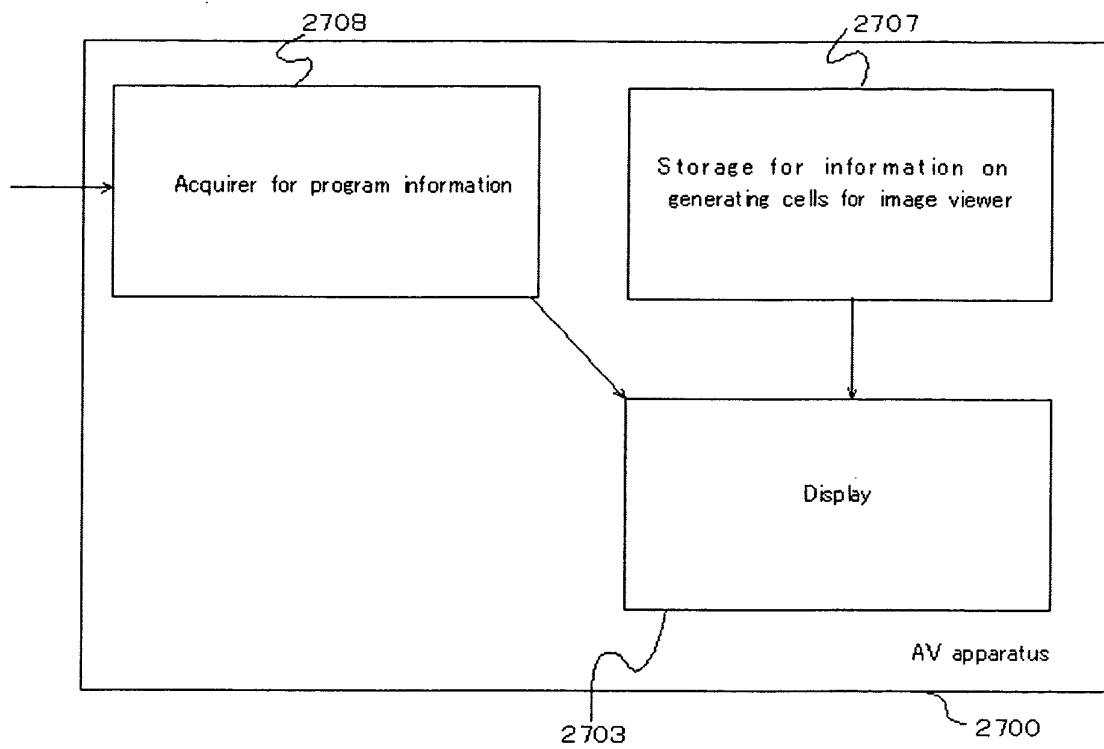 2708
2707
Acquirer for program information
Storage for information on
generating cells for image viewer
Display
AV apparatus
2703
2700